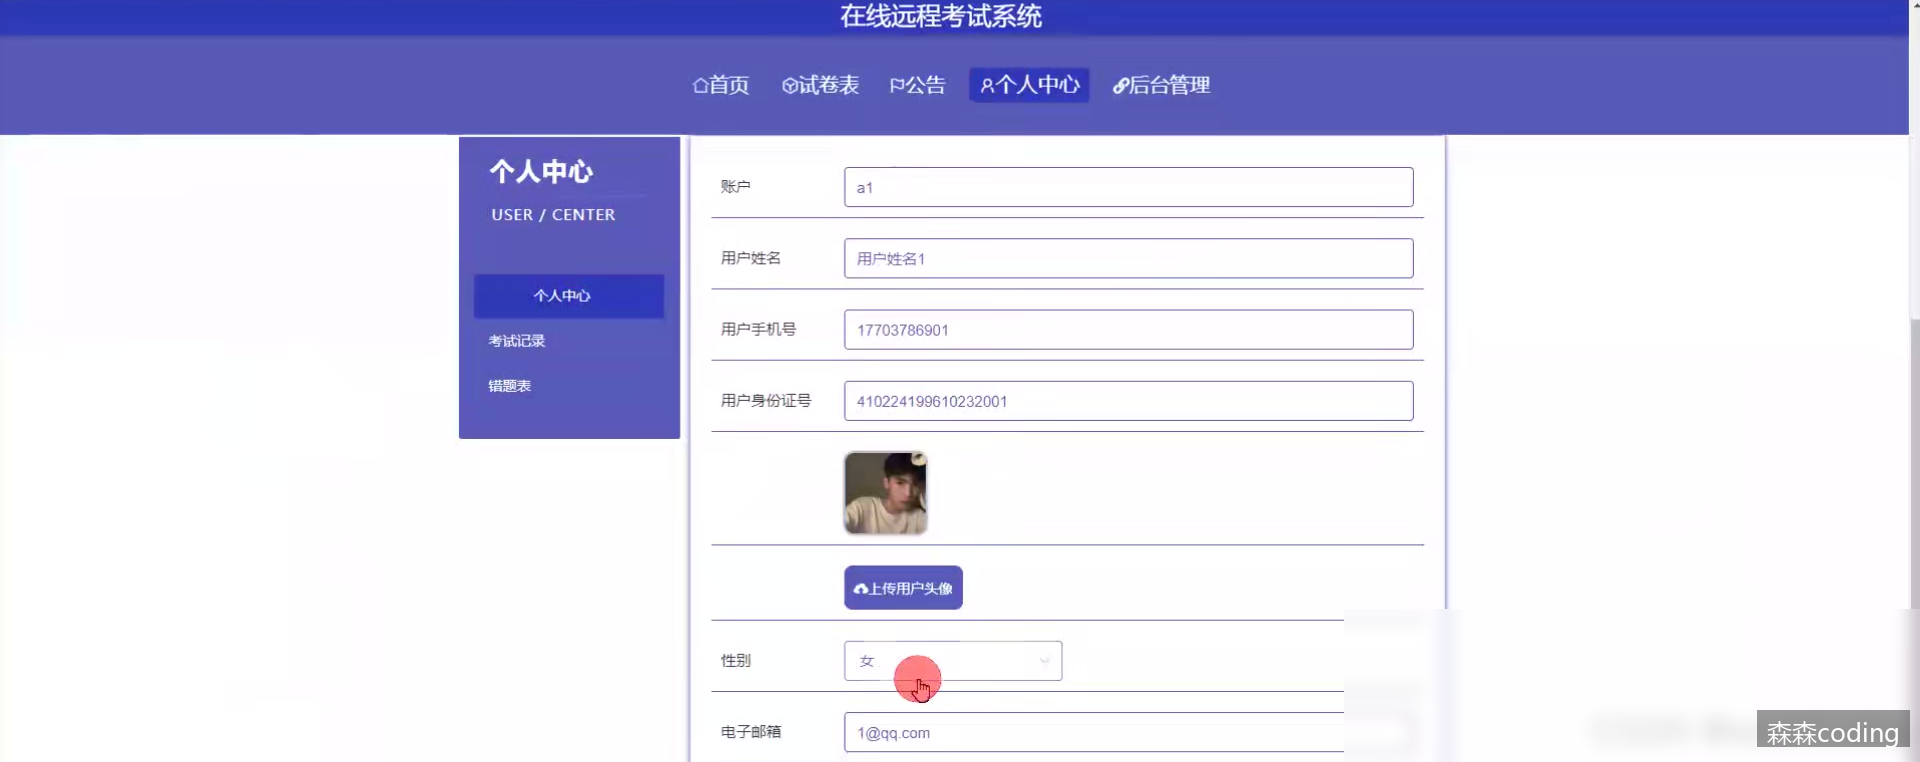 在线远程考试系统
首页 试卷表 公告 个人中心 后台管理
个人中心
USER / CENTER
个人中心
考试记录
错题表
账户 a1
用户姓名 用户姓名1
用户手机号 17703786901
用户身份证号 410224199610232001
上传用户头像
性别 女
电子邮箱 1@qq.com
森森coding